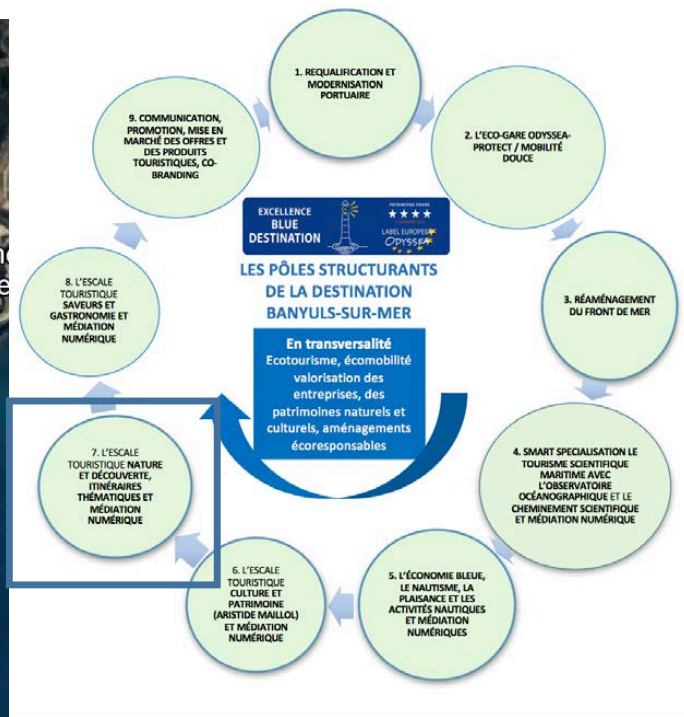 1. REQUALIFICATION ET
MODERNISATION
PORTUAIRE
2. L'ECO-GARE ODYSSEA-
PROTECT / MOBILITÉ
DOUCE
3. RÉAMÉNAGEMENT
DU FRONT DE MER
4. SMART SPECIALISATION LE
TOURISME SCIENTIFIQUE
MARITIME AVEC
L'OBSERVATOIRE
OCÉANOGRAPHIQUE ET LE
CHEMINEMENT SCIENTIFIQUE
ET MÉDIATION NUMÉRIQUE
5. L'ÉCONOMIE BLEUE,
LE NAUTISME, LA
PLAISANCE ET LES
ACTIVITÉS NAUTIQUES
ET MÉDIATION
NUMÉRIQUES
6. L'ESCALE
TOURISTIQUE
CULTURE ET
PATRIMOINE
(ARISTIDE MAILLOL)
ET MÉDIATION
NUMÉRIQUE
7. L'ESCALE
TOURISTIQUE NATURE
ET DÉCOUVERTE,
ITINÉRAIRES
THÉMATIQUES ET
MÉDIATION
NUMÉRIQUE
8. L'ESCALE
TOURISTIQUE
SAVEURS ET
GASTRONOMIE ET
MÉDIATION
NUMÉRIQUE
9. COMMUNICATION,
PROMOTION, MISE EN
MARCHÉ DES OFFRES ET
DES PRODUITS
TOURISTIQUES, CO-
BRANDING
EXCELLENCE
BLUE
DESTINATION
PATRIMOINE PHARE
LABEL EUROPÉEN
ODYSSEA
LES PÔLES STRUCTURANTS
DE LA DESTINATION
BANYULS-SUR-MER
En transversalité
Ecotourisme, écomobilité
valorisation des
entreprises, des
patrimoines naturels et
culturels, aménagements
écoresponsables